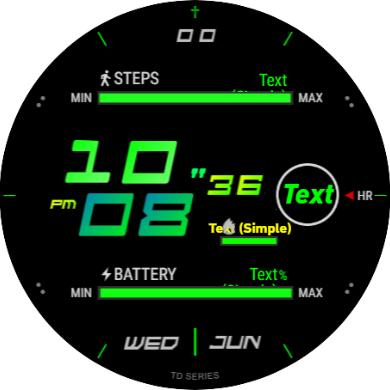 00
STEPS Text
MIN MAX
10 "36
PM 08
Text HR
Text (Simple)
BATTERY Text%
MIN MAX
WED | JUN
TD SERIES